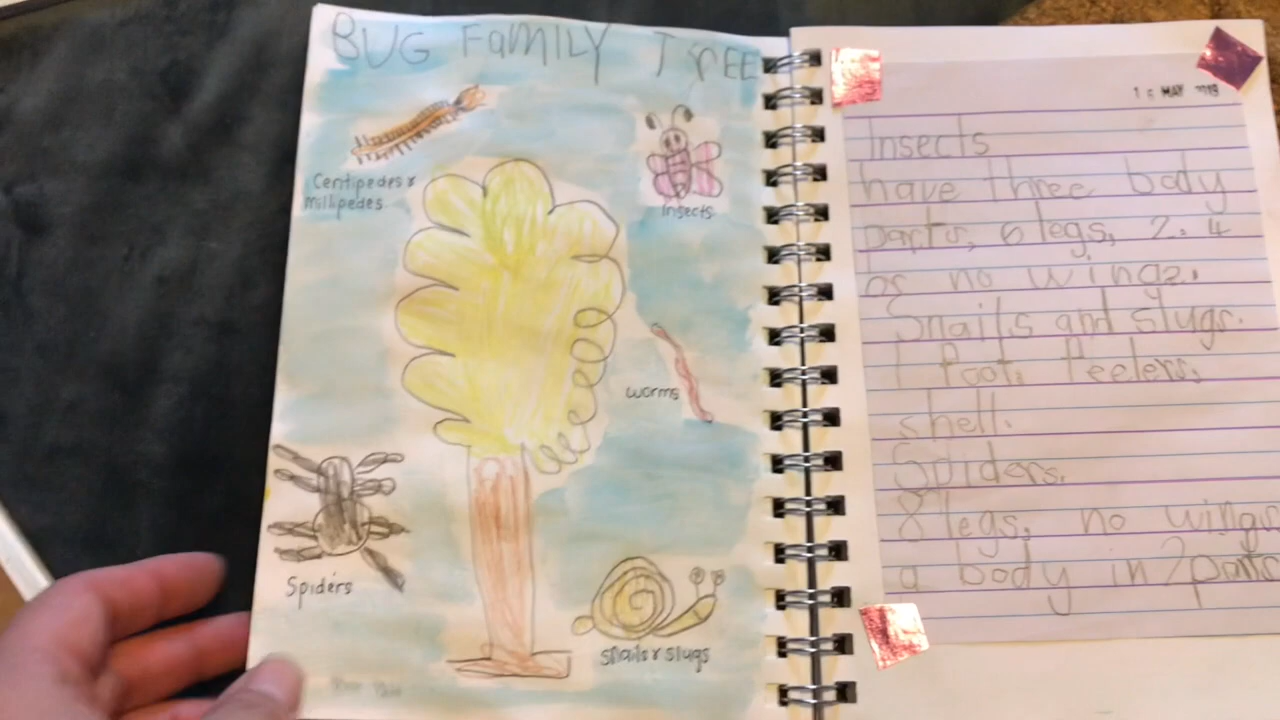 BUG FAMILY TREE
Centipedes &
millipedes
Insects
worms
Spiders
snails & slugs
MAY
Insects
have three body
parts, 6 legs, 2. 4
or no wings.
Snails and slugs.
1 foot. feelers.
shell.
Spiders.
8 legs. no wings
a body in 2 parts